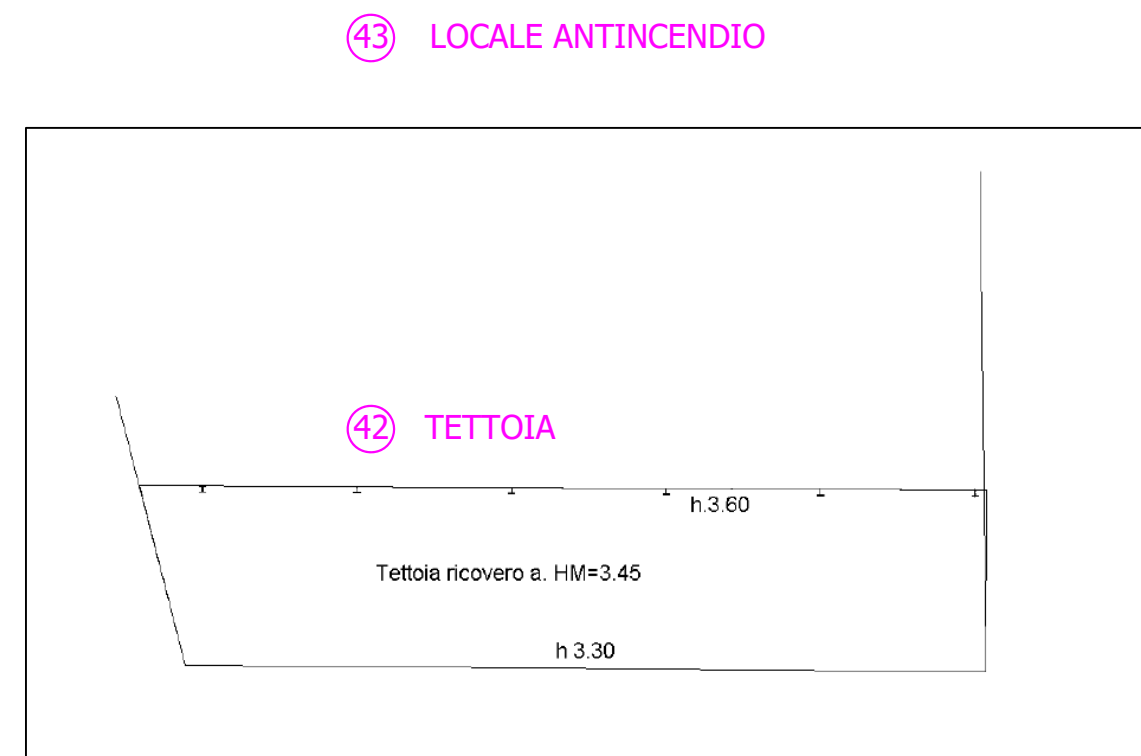 43 LOCALE ANTINCENDIO
42 TETTOIA
h.3.60
Tettoia ricovero a. HM=3.45
h 3.30